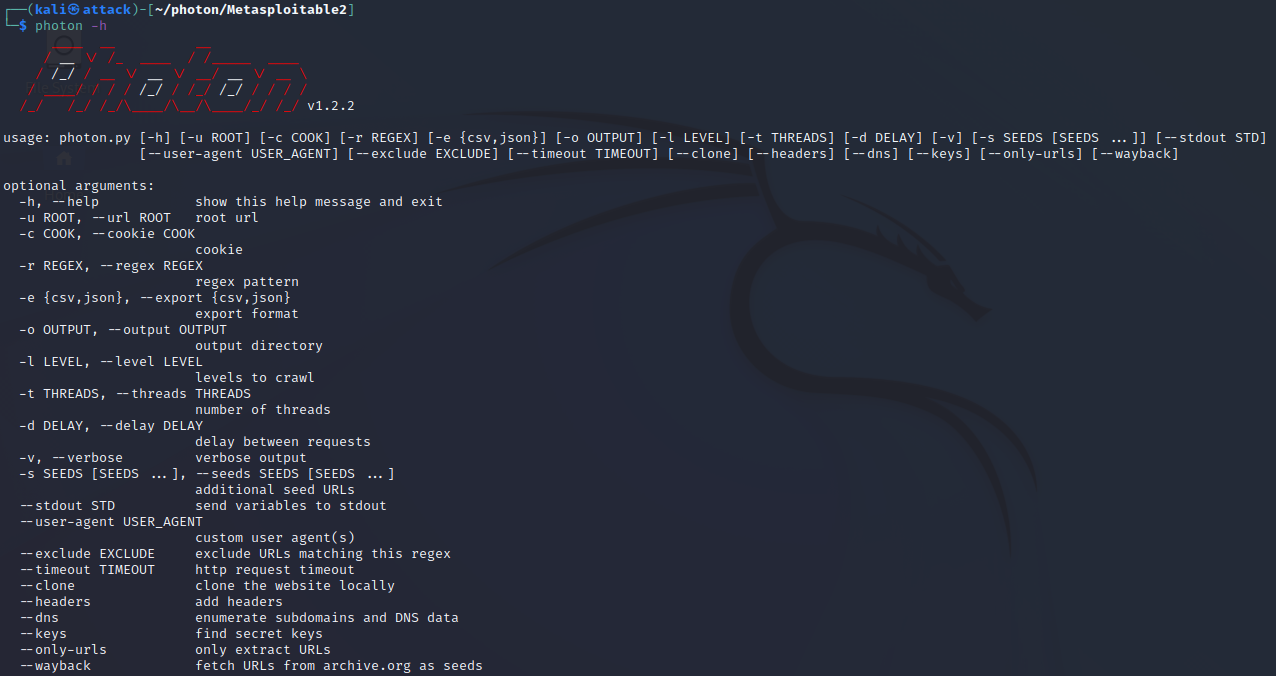 (kali㉿attack)-[~/photon/Metasploitable2]
$ photon -h
Photon v1.2.2
usage: photon.py [-h] [-u ROOT] [-c COOK] [-r REGEX] [-e {csv,json}] [-o OUTPUT] [-l LEVEL] [-t THREADS] [-d DELAY] [-v] [-s SEEDS [SEEDS ...]] [--stdout STD]
[--user-agent USER_AGENT] [--exclude EXCLUDE] [--timeout TIMEOUT] [--clone] [--headers] [--dns] [--keys] [--only-urls] [--wayback]
optional arguments:
-h, --help show this help message and exit
-u ROOT, --url ROOT root url
-c COOK, --cookie COOK
cookie
-r REGEX, --regex REGEX
regex pattern
-e {csv,json}, --export {csv,json}
export format
-o OUTPUT, --output OUTPUT
output directory
-l LEVEL, --level LEVEL
levels to crawl
-t THREADS, --threads THREADS
number of threads
-d DELAY, --delay DELAY
delay between requests
-v, --verbose verbose output
-s SEEDS [SEEDS ...], --seeds SEEDS [SEEDS ...]
additional seed URLs
--stdout STD send variables to stdout
--user-agent USER_AGENT
custom user agent(s)
--exclude EXCLUDE exclude URLs matching this regex
--timeout TIMEOUT http request timeout
--clone clone the website locally
--headers add headers
--dns enumerate subdomains and DNS data
--keys find secret keys
--only-urls only extract URLs
--wayback fetch URLs from archive.org as seeds